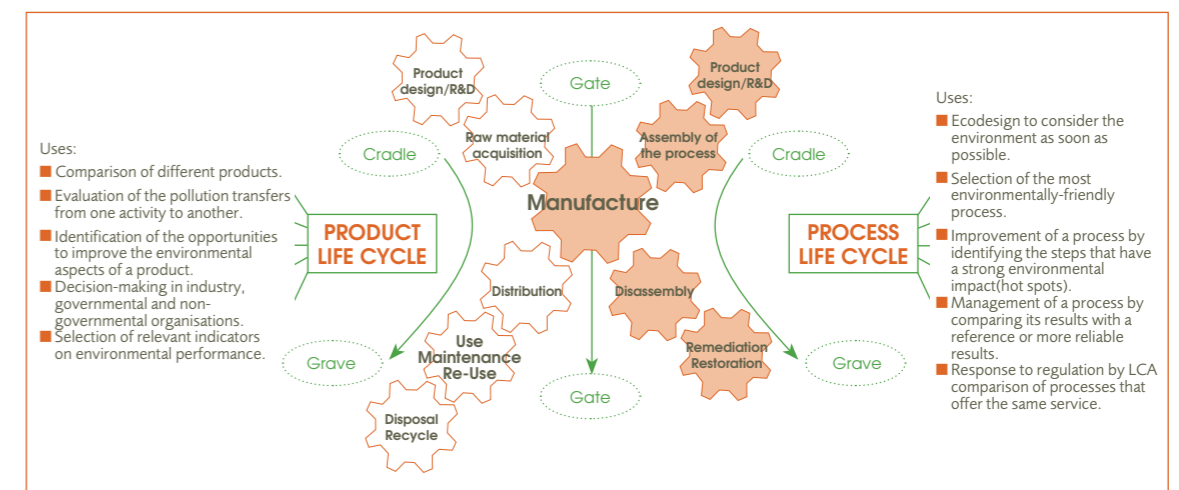 Uses:
Comparison of different products.
Evaluation of the pollution transfers
from one activity to another.
Identification of the opportunities
to improve the environmental
aspects of a product.
Decision-making in industry,
governmental and non-
governmental organisations.
Selection of relevant indicators
on environmental performance.
PRODUCT
LIFE CYCLE
Cradle
Grave
Product
design/R&D
Raw material
acquisition
Gate
Manufacture
Distribution
Use
Maintenance
Re-Use
Disposal
Recycle
Gate
Product
design/R&D
Assembly of
the process
Disassembly
Remediation
Restoration
Cradle
Grave
PROCESS
LIFE CYCLE
Uses:
Ecodesign to consider the
environment as soon as
possible.
Selection of the most
environmentally-friendly
process.
Improvement of a process by
identifying the steps that have
a strong environmental
impact(hot spots).
Management of a process by
comparing its results with a
reference or more reliable
results.
Response to regulation by LCA
comparison of processes that
offer the same service.